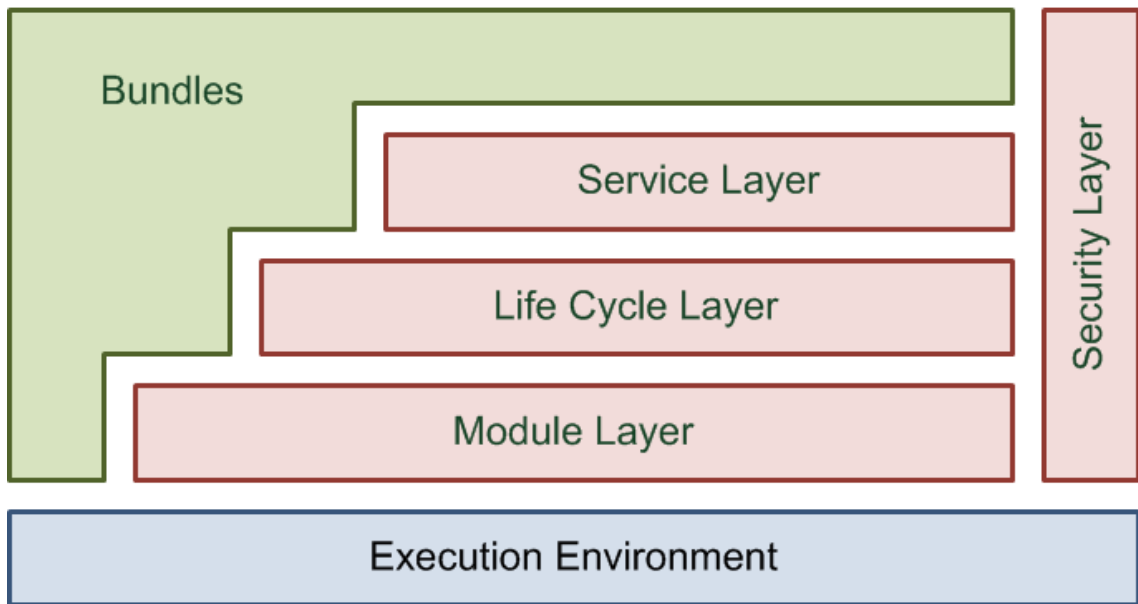 Bundles
Service Layer
Life Cycle Layer
Module Layer
Security Layer
Execution Environment